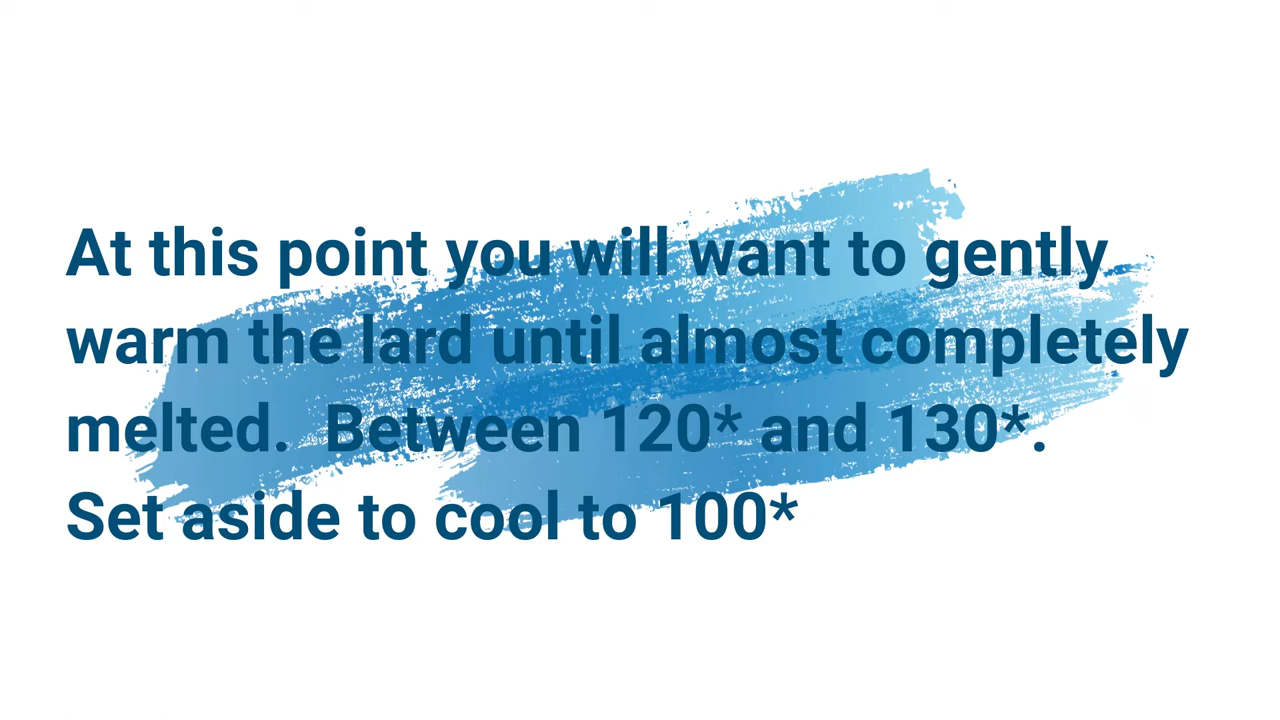 At this point you will want to gently
warm the lard until almost completely
melted.  Between 120* and 130*.
Set aside to cool to 100*